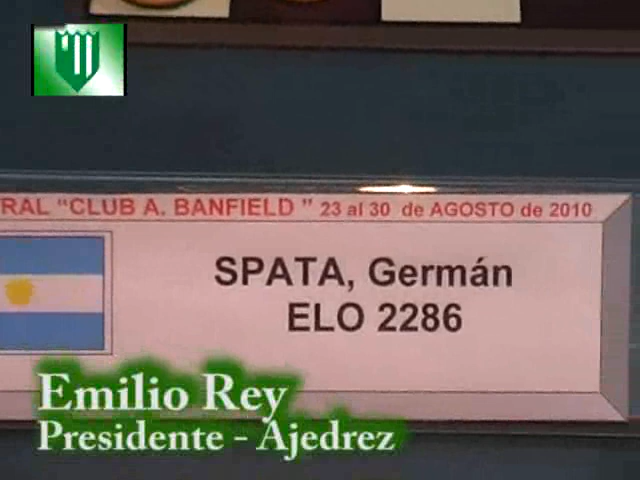 RAL “CLUB A. BANFIELD ” 23 al 30 de AGOSTO de 2010
SPATA, Germán
ELO 2286
Emilio Rey
Presidente - Ajedrez